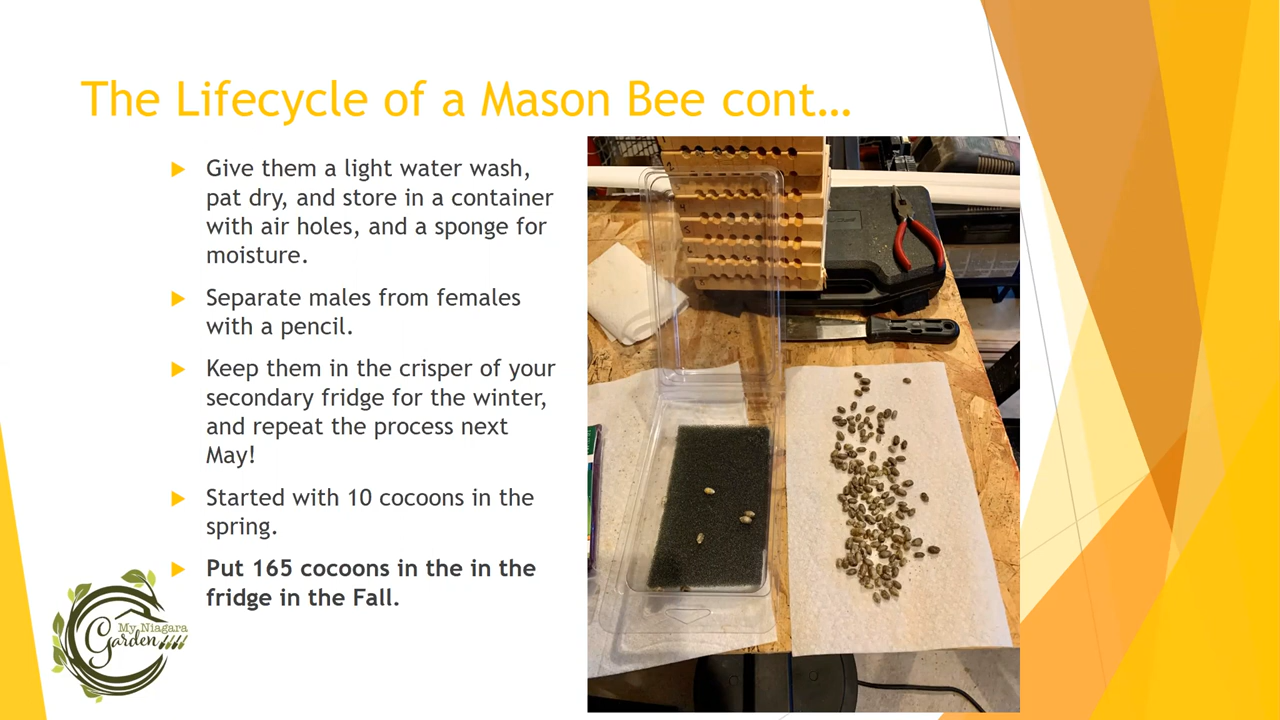 The Lifecycle of a Mason Bee cont...
Give them a light water wash,
pat dry, and store in a container
with air holes, and a sponge for
moisture.
Separate males from females
with a pencil.
Keep them in the crisper of your
secondary fridge for the winter,
and repeat the process next
May!
Started with 10 cocoons in the
spring.
Put 165 cocoons in the in the
fridge in the Fall.
My Niagara
Garden